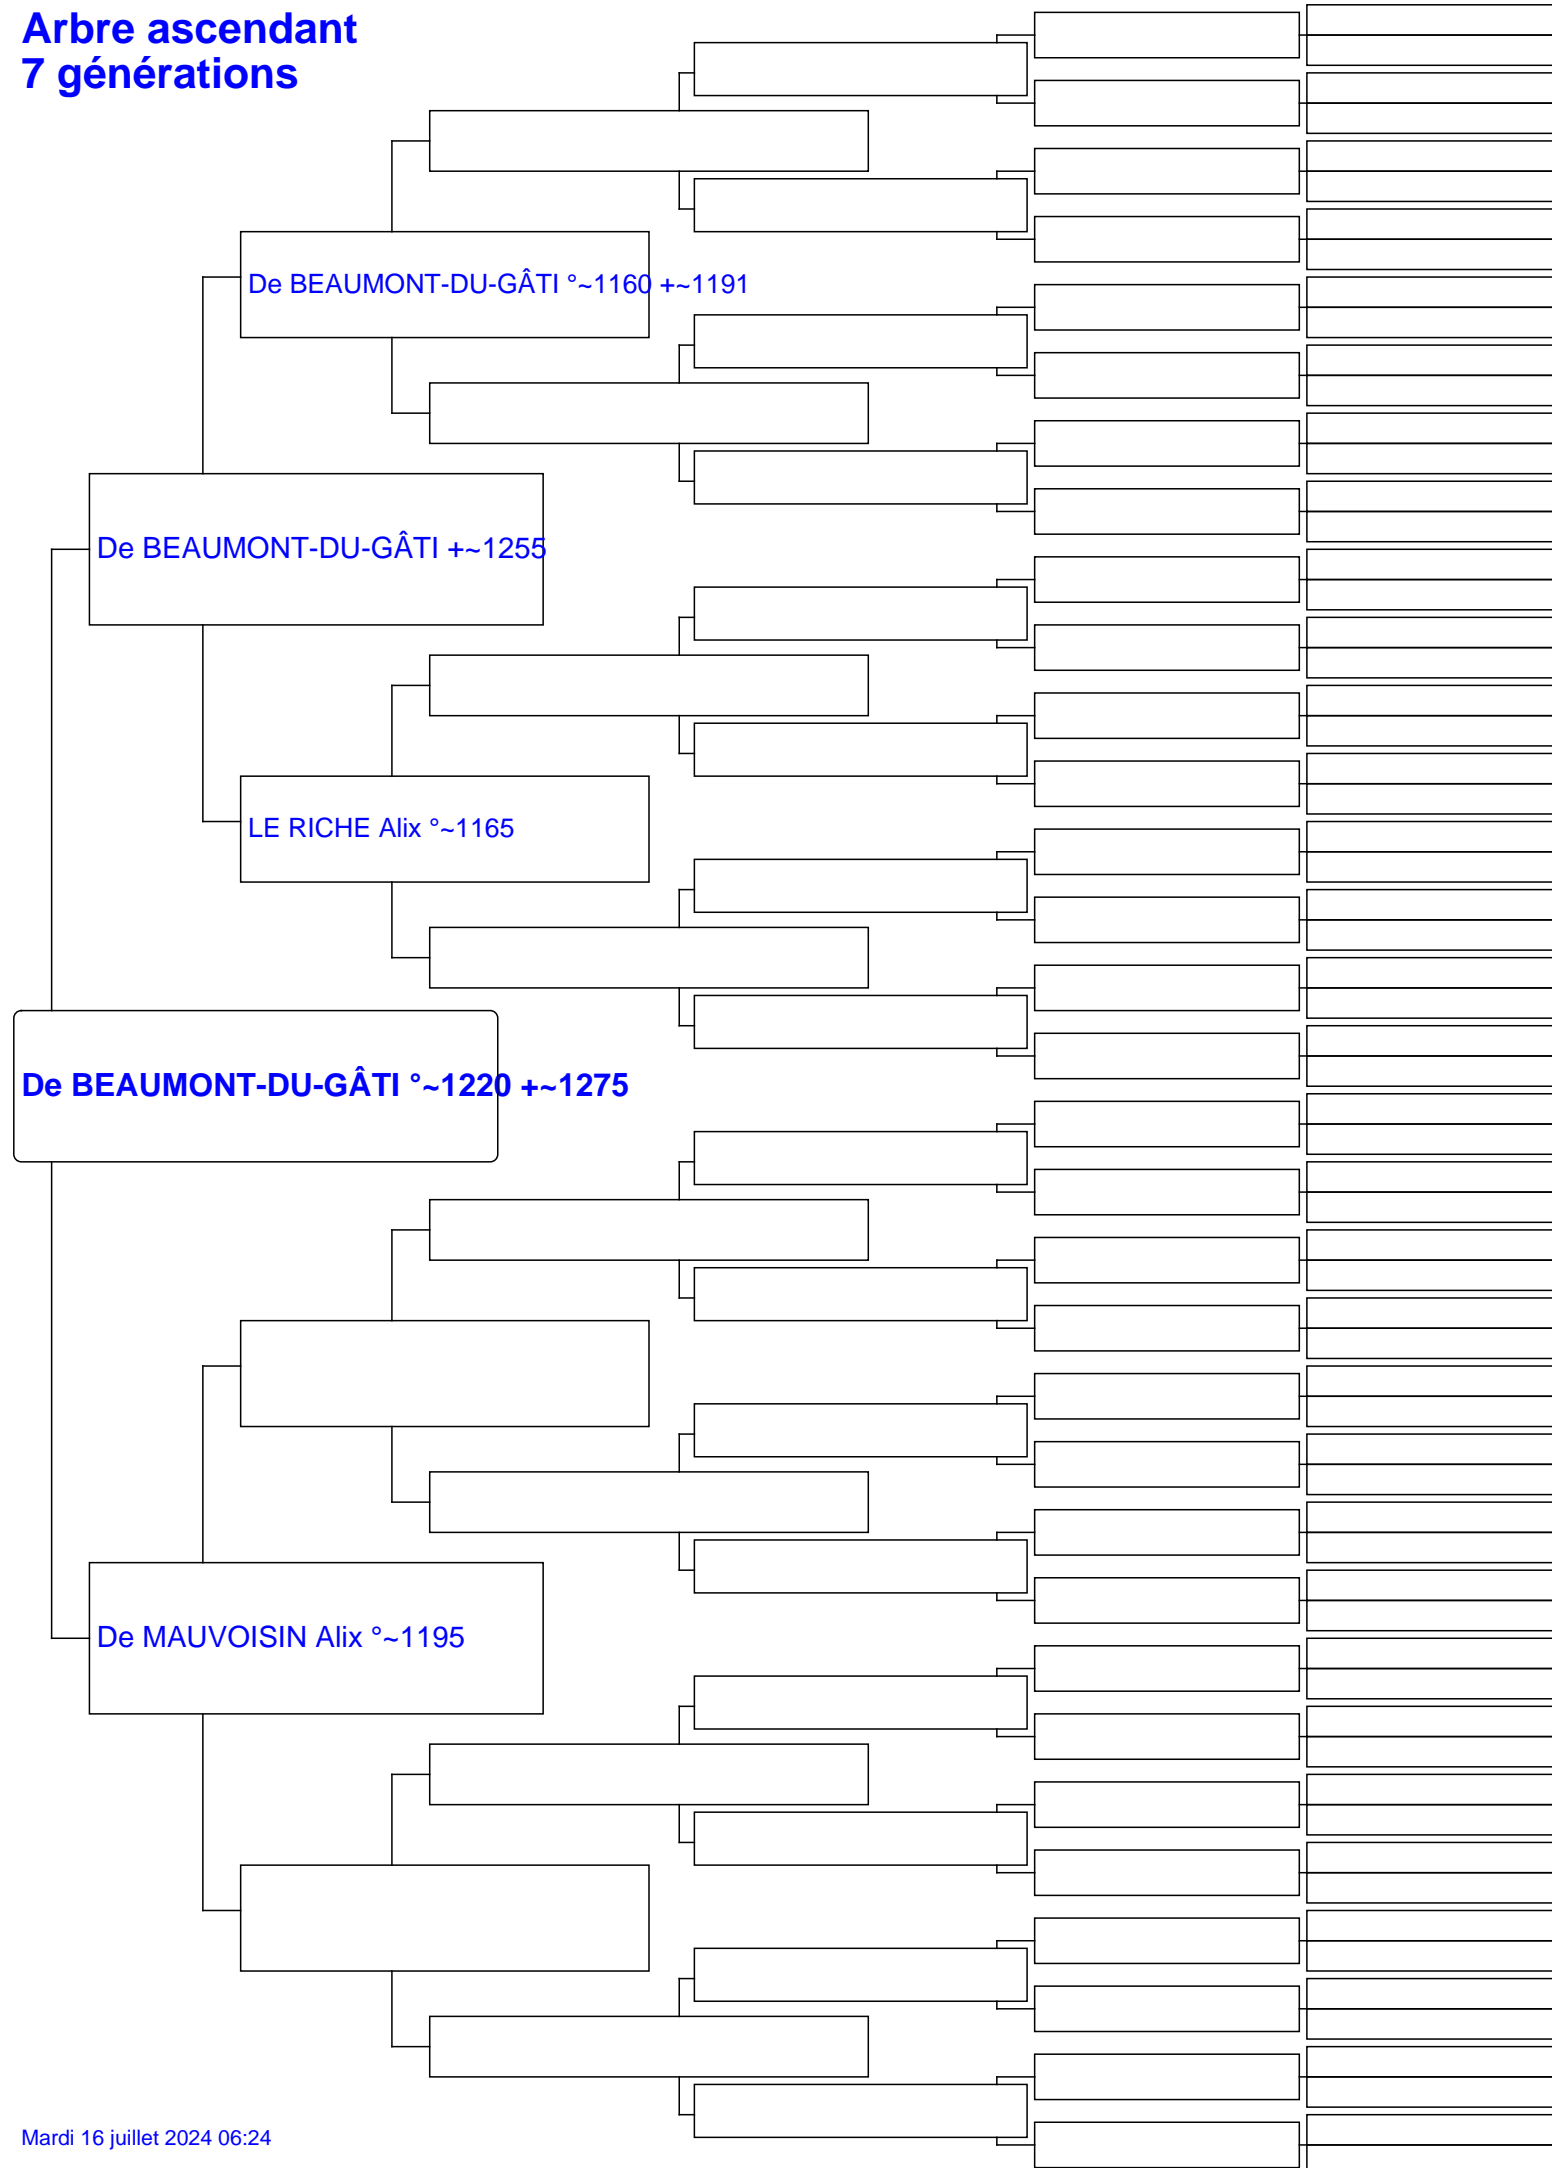 Arbre ascendant
7 générations
De BEAUMONT-DU-GÂTI °~1160 +~1191
De BEAUMONT-DU-GÂTI +~1255
LE RICHE Alix °~1165
De BEAUMONT-DU-GÂTI °~1220 +~1275
De MAUVOISIN Alix °~1195
Mardi 16 juillet 2024 06:24